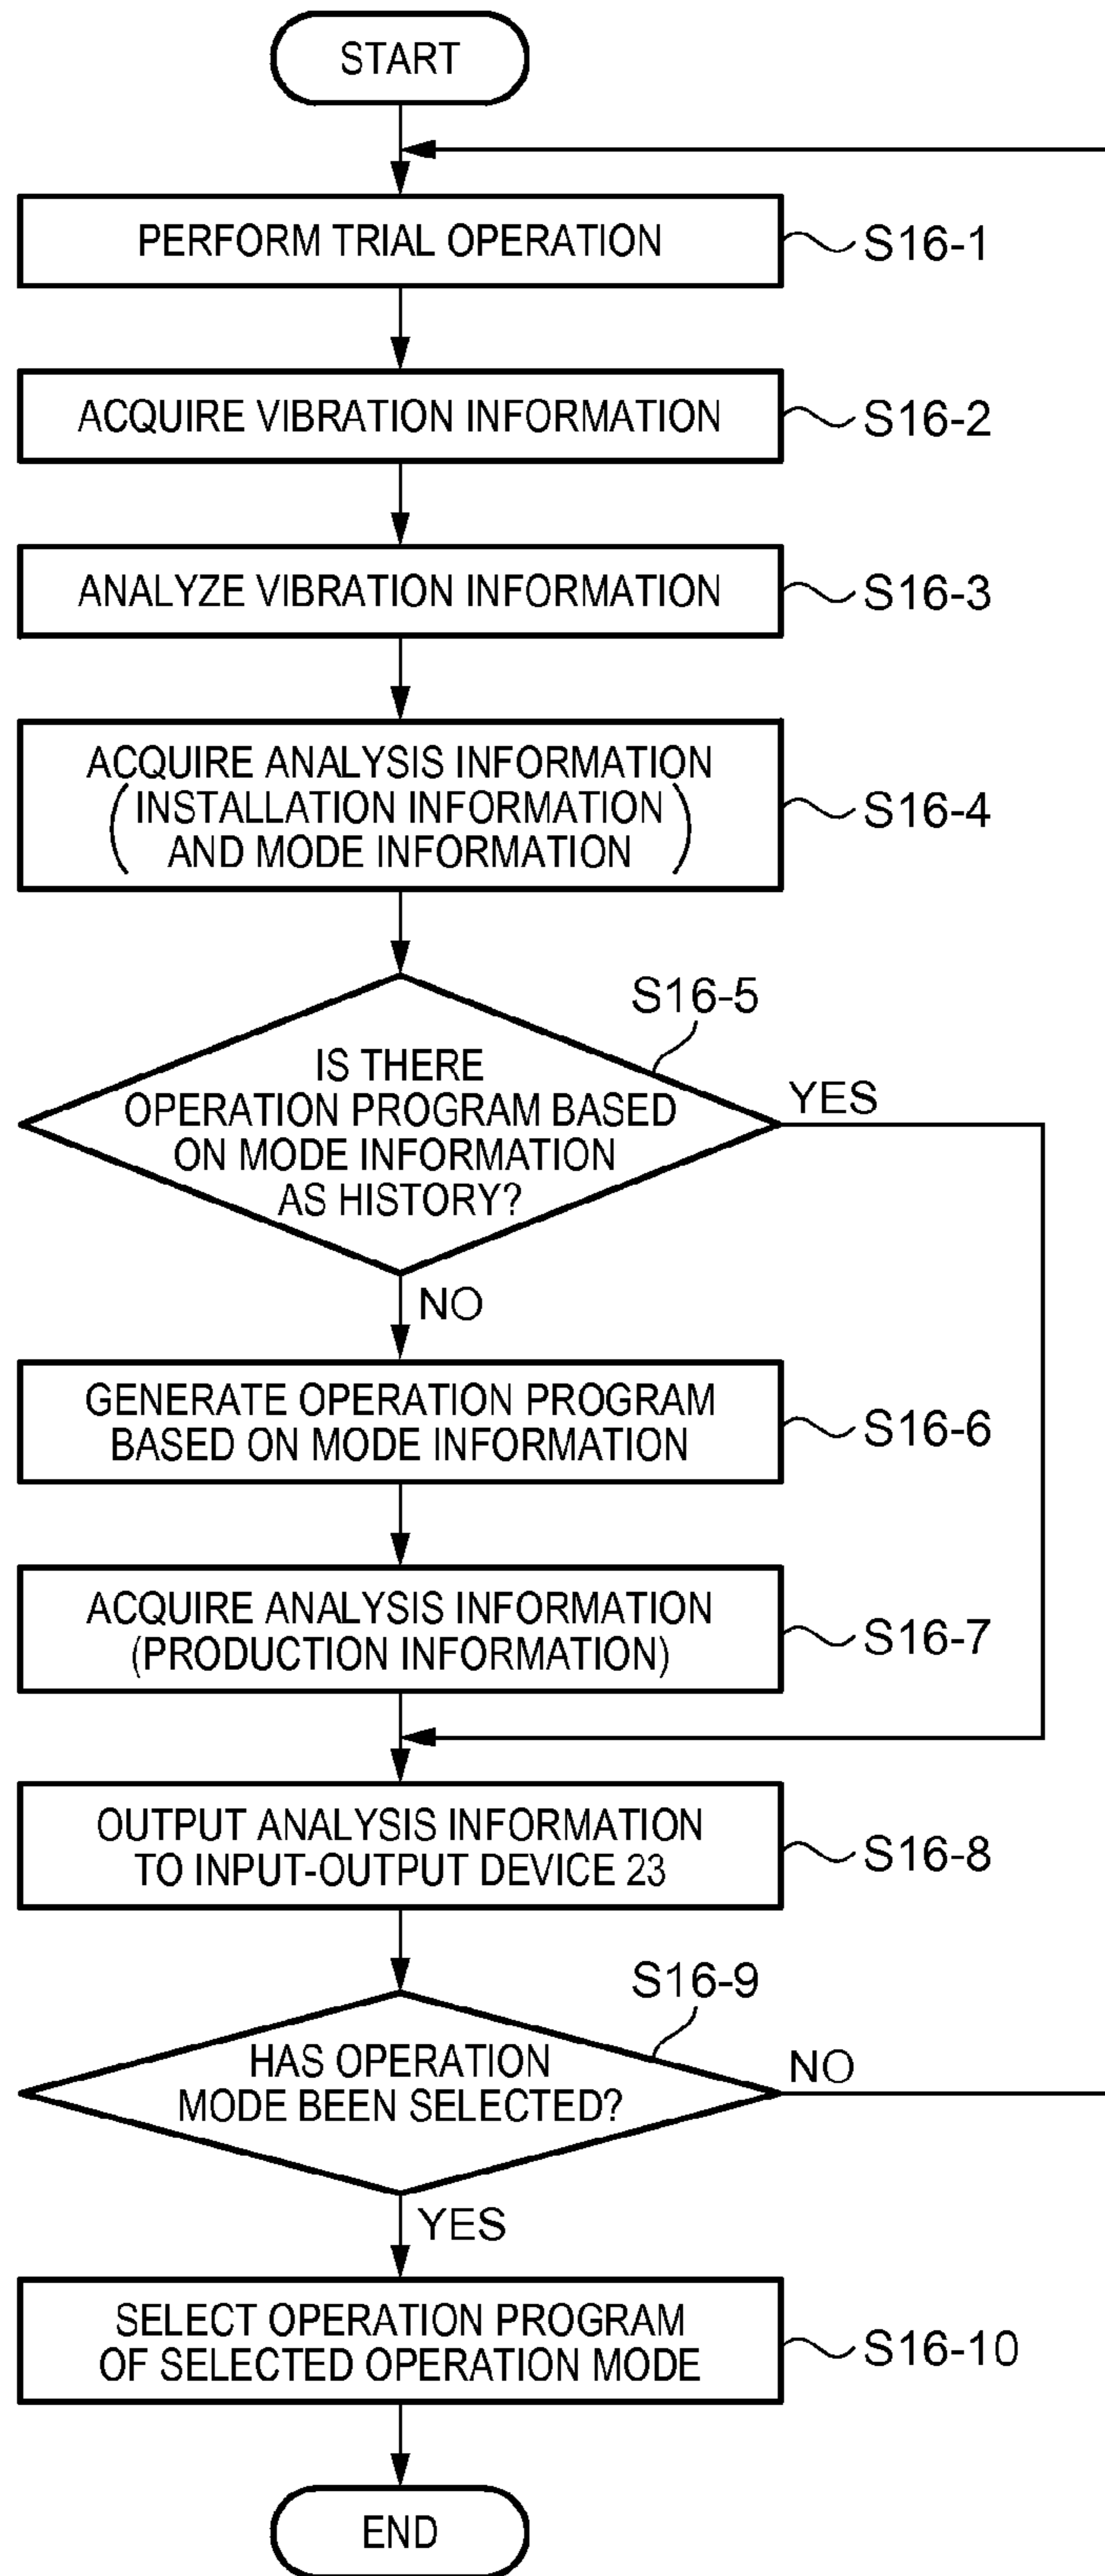 START
PERFORM TRIAL OPERATION
S16-1
ACQUIRE VIBRATION INFORMATION
S16-2
ANALYZE VIBRATION INFORMATION
S16-3
ACQUIRE ANALYSIS INFORMATION
(INSTALLATION INFORMATION
AND MODE INFORMATION)
S16-4
S16-5
IS THERE
OPERATION PROGRAM BASED
ON MODE INFORMATION
AS HISTORY?
YES
NO
GENERATE OPERATION PROGRAM
BASED ON MODE INFORMATION
S16-6
ACQUIRE ANALYSIS INFORMATION
(PRODUCTION INFORMATION)
S16-7
OUTPUT ANALYSIS INFORMATION
TO INPUT-OUTPUT DEVICE 23
S16-8
S16-9
HAS OPERATION
MODE BEEN SELECTED?
NO
YES
SELECT OPERATION PROGRAM
OF SELECTED OPERATION MODE
S16-10
END